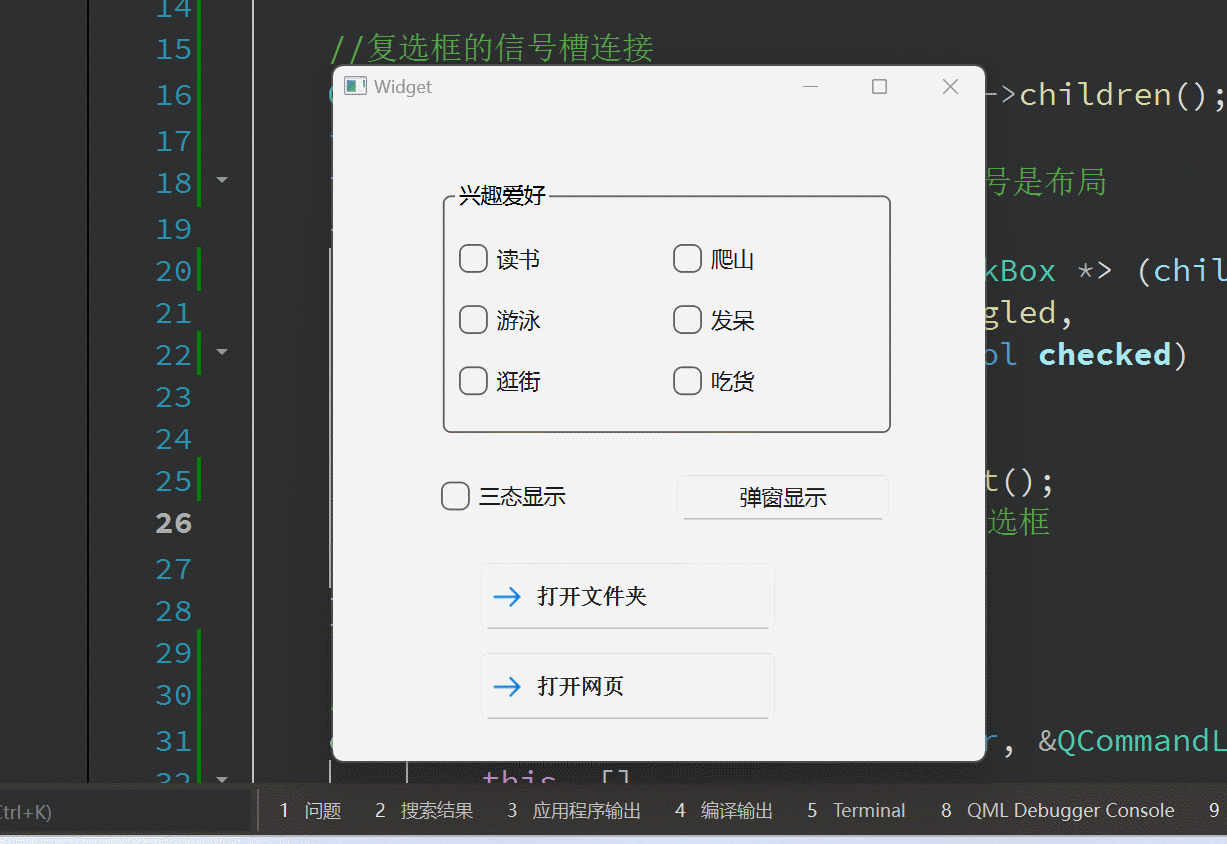 14
15 //复选框的信号槽连接
Widget
16 ->children();
17
18 号是布局
兴趣爱好
19
读书 爬山
20 kBox *> (chil
21 gled,
游泳 发呆
22 ol checked)
逛街 吃货
23
24
25 t();
三态显示 弹窗显示
26 选框
27
打开文件夹
28
29
打开网页
30
31 r, &QCommandL
32 this []
Ctrl+K) 1 问题 2 搜索结果 3 应用程序输出 4 编译输出 5 Terminal 8 QML Debugger Console 9